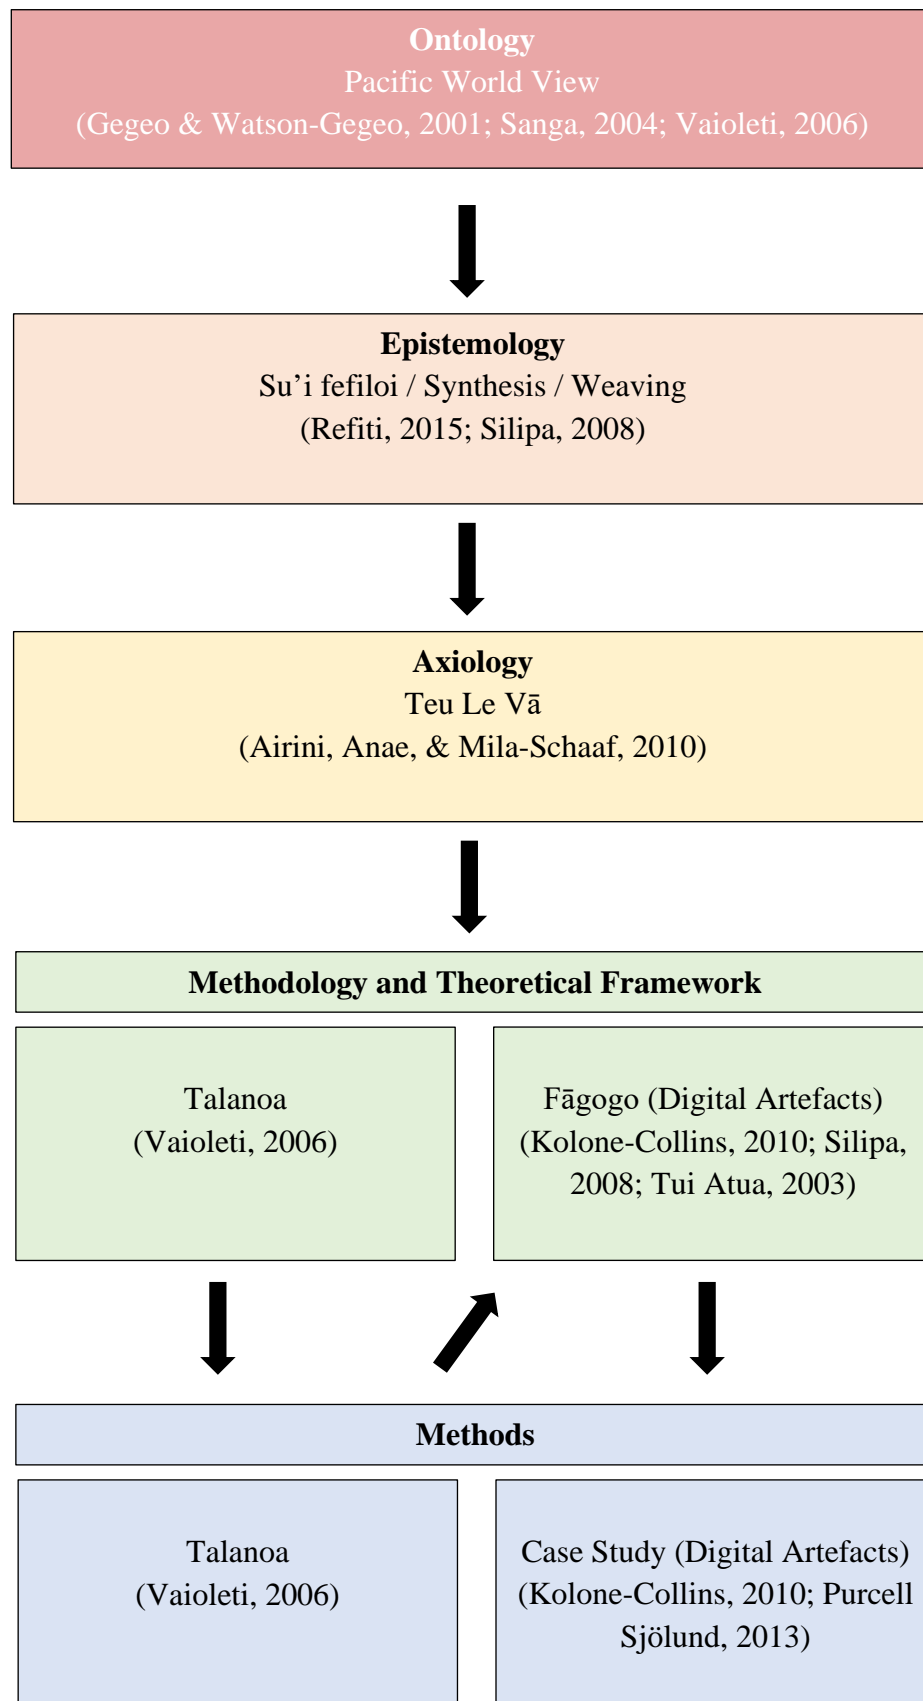 Ontology
Pacific World View
(Gegeo & Watson-Gegeo, 2001; Sanga, 2004; Vaioleti, 2006)
Epistemology
Su’i fefiloi / Synthesis / Weaving
(Refiti, 2015; Silipa, 2008)
Axiology
Teu Le Vā
(Airini, Anae, & Mila-Schaaf, 2010)
Methodology and Theoretical Framework
Talanoa
(Vaioleti, 2006)
Fāgogo (Digital Artefacts)
(Kolone-Collins, 2010; Silipa,
2008; Tui Atua, 2003)
Methods
Talanoa
(Vaioleti, 2006)
Case Study (Digital Artefacts)
(Kolone-Collins, 2010; Purcell
Sjölund, 2013)